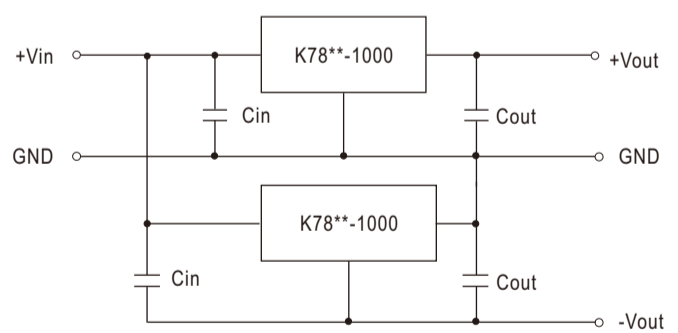 +Vin
K78**-1000
+Vout
Cin
Cout
GND
GND
K78**-1000
Cin
Cout
-Vout